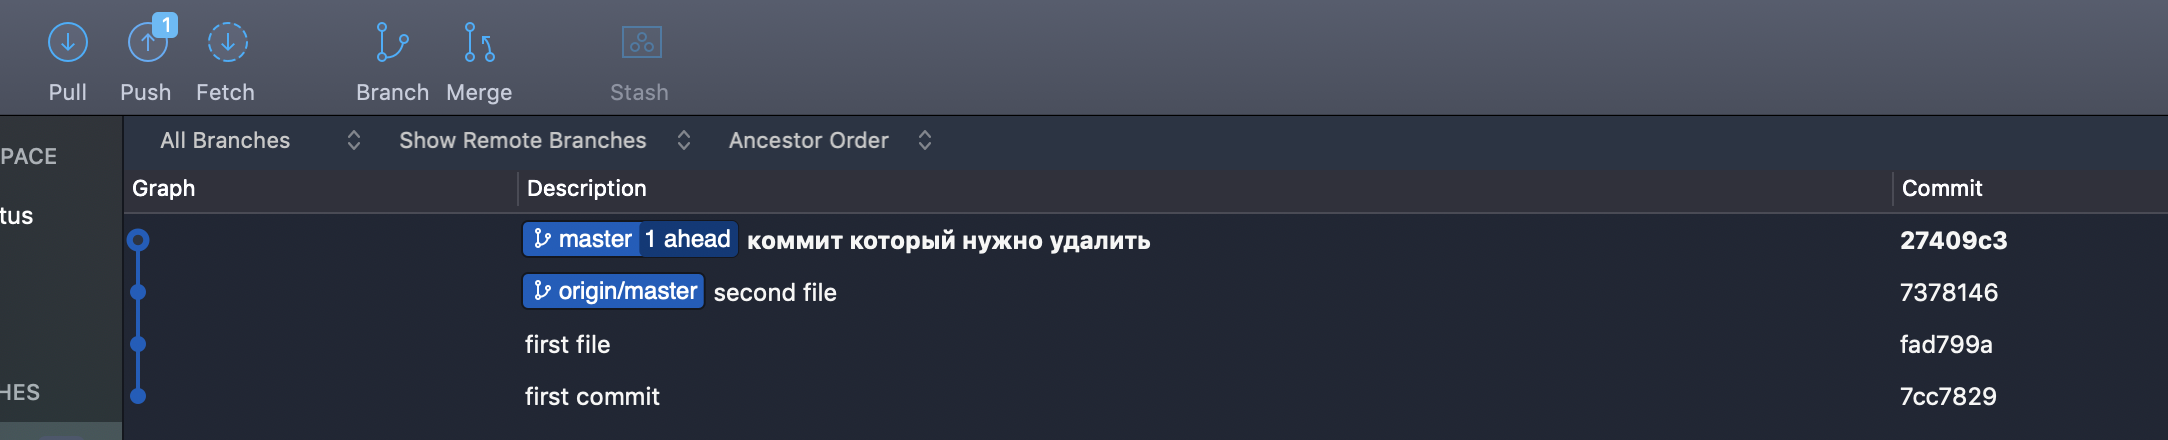 1
Pull Push Fetch Branch Merge Stash
All Branches Show Remote Branches Ancestor Order
PACE
Graph Description Commit
tus
master 1 ahead коммит который нужно удалить 27409c3
origin/master second file 7378146
first file fad799a
HES
first commit 7cc7829